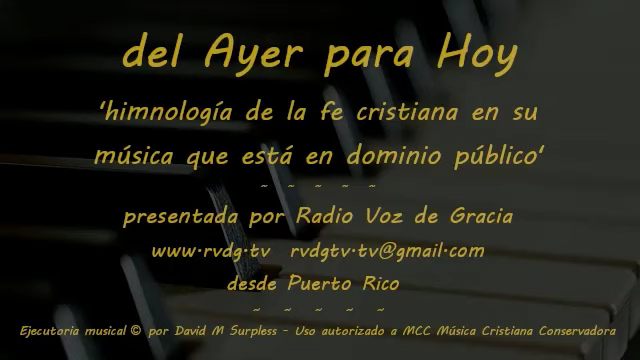 del Ayer para Hoy
'himnología de la fe cristiana en su
música que está en dominio público'
~ ~ ~ ~ ~
presentada por Radio Voz de Gracia
www.rvdg.tv rvdgtv.tv@gmail.com
desde Puerto Rico
~ ~ ~ ~ ~
Ejecutoria musical © por David M Surpless - Uso autorizado a MCC Música Cristiana Conservadora